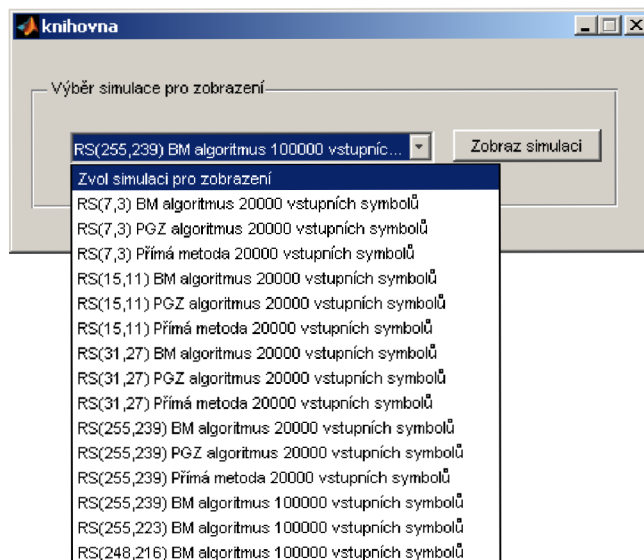 knihovna
Výběr simulace pro zobrazení
RS(255,239) BM algoritmus 100000 vstupníc...
Zobraz simulaci
Zvol simulaci pro zobrazení
RS(7,3) BM algoritmus 20000 vstupních symbolů
RS(7,3) PGZ algoritmus 20000 vstupních symbolů
RS(7,3) Přímá metoda 20000 vstupních symbolů
RS(15,11) BM algoritmus 20000 vstupních symbolů
RS(15,11) PGZ algoritmus 20000 vstupních symbolů
RS(15,11) Přímá metoda 20000 vstupních symbolů
RS(31,27) BM algoritmus 20000 vstupních symbolů
RS(31,27) PGZ algoritmus 20000 vstupních symbolů
RS(31,27) Přímá metoda 20000 vstupních symbolů
RS(255,239) BM algoritmus 20000 vstupních symbolů
RS(255,239) PGZ algoritmus 20000 vstupních symbolů
RS(255,239) Přímá metoda 20000 vstupních symbolů
RS(255,239) BM algoritmus 100000 vstupních symbolů
RS(255,223) BM algoritmus 100000 vstupních symbolů
RS(248,216) BM algoritmus 100000 vstupních symbolů